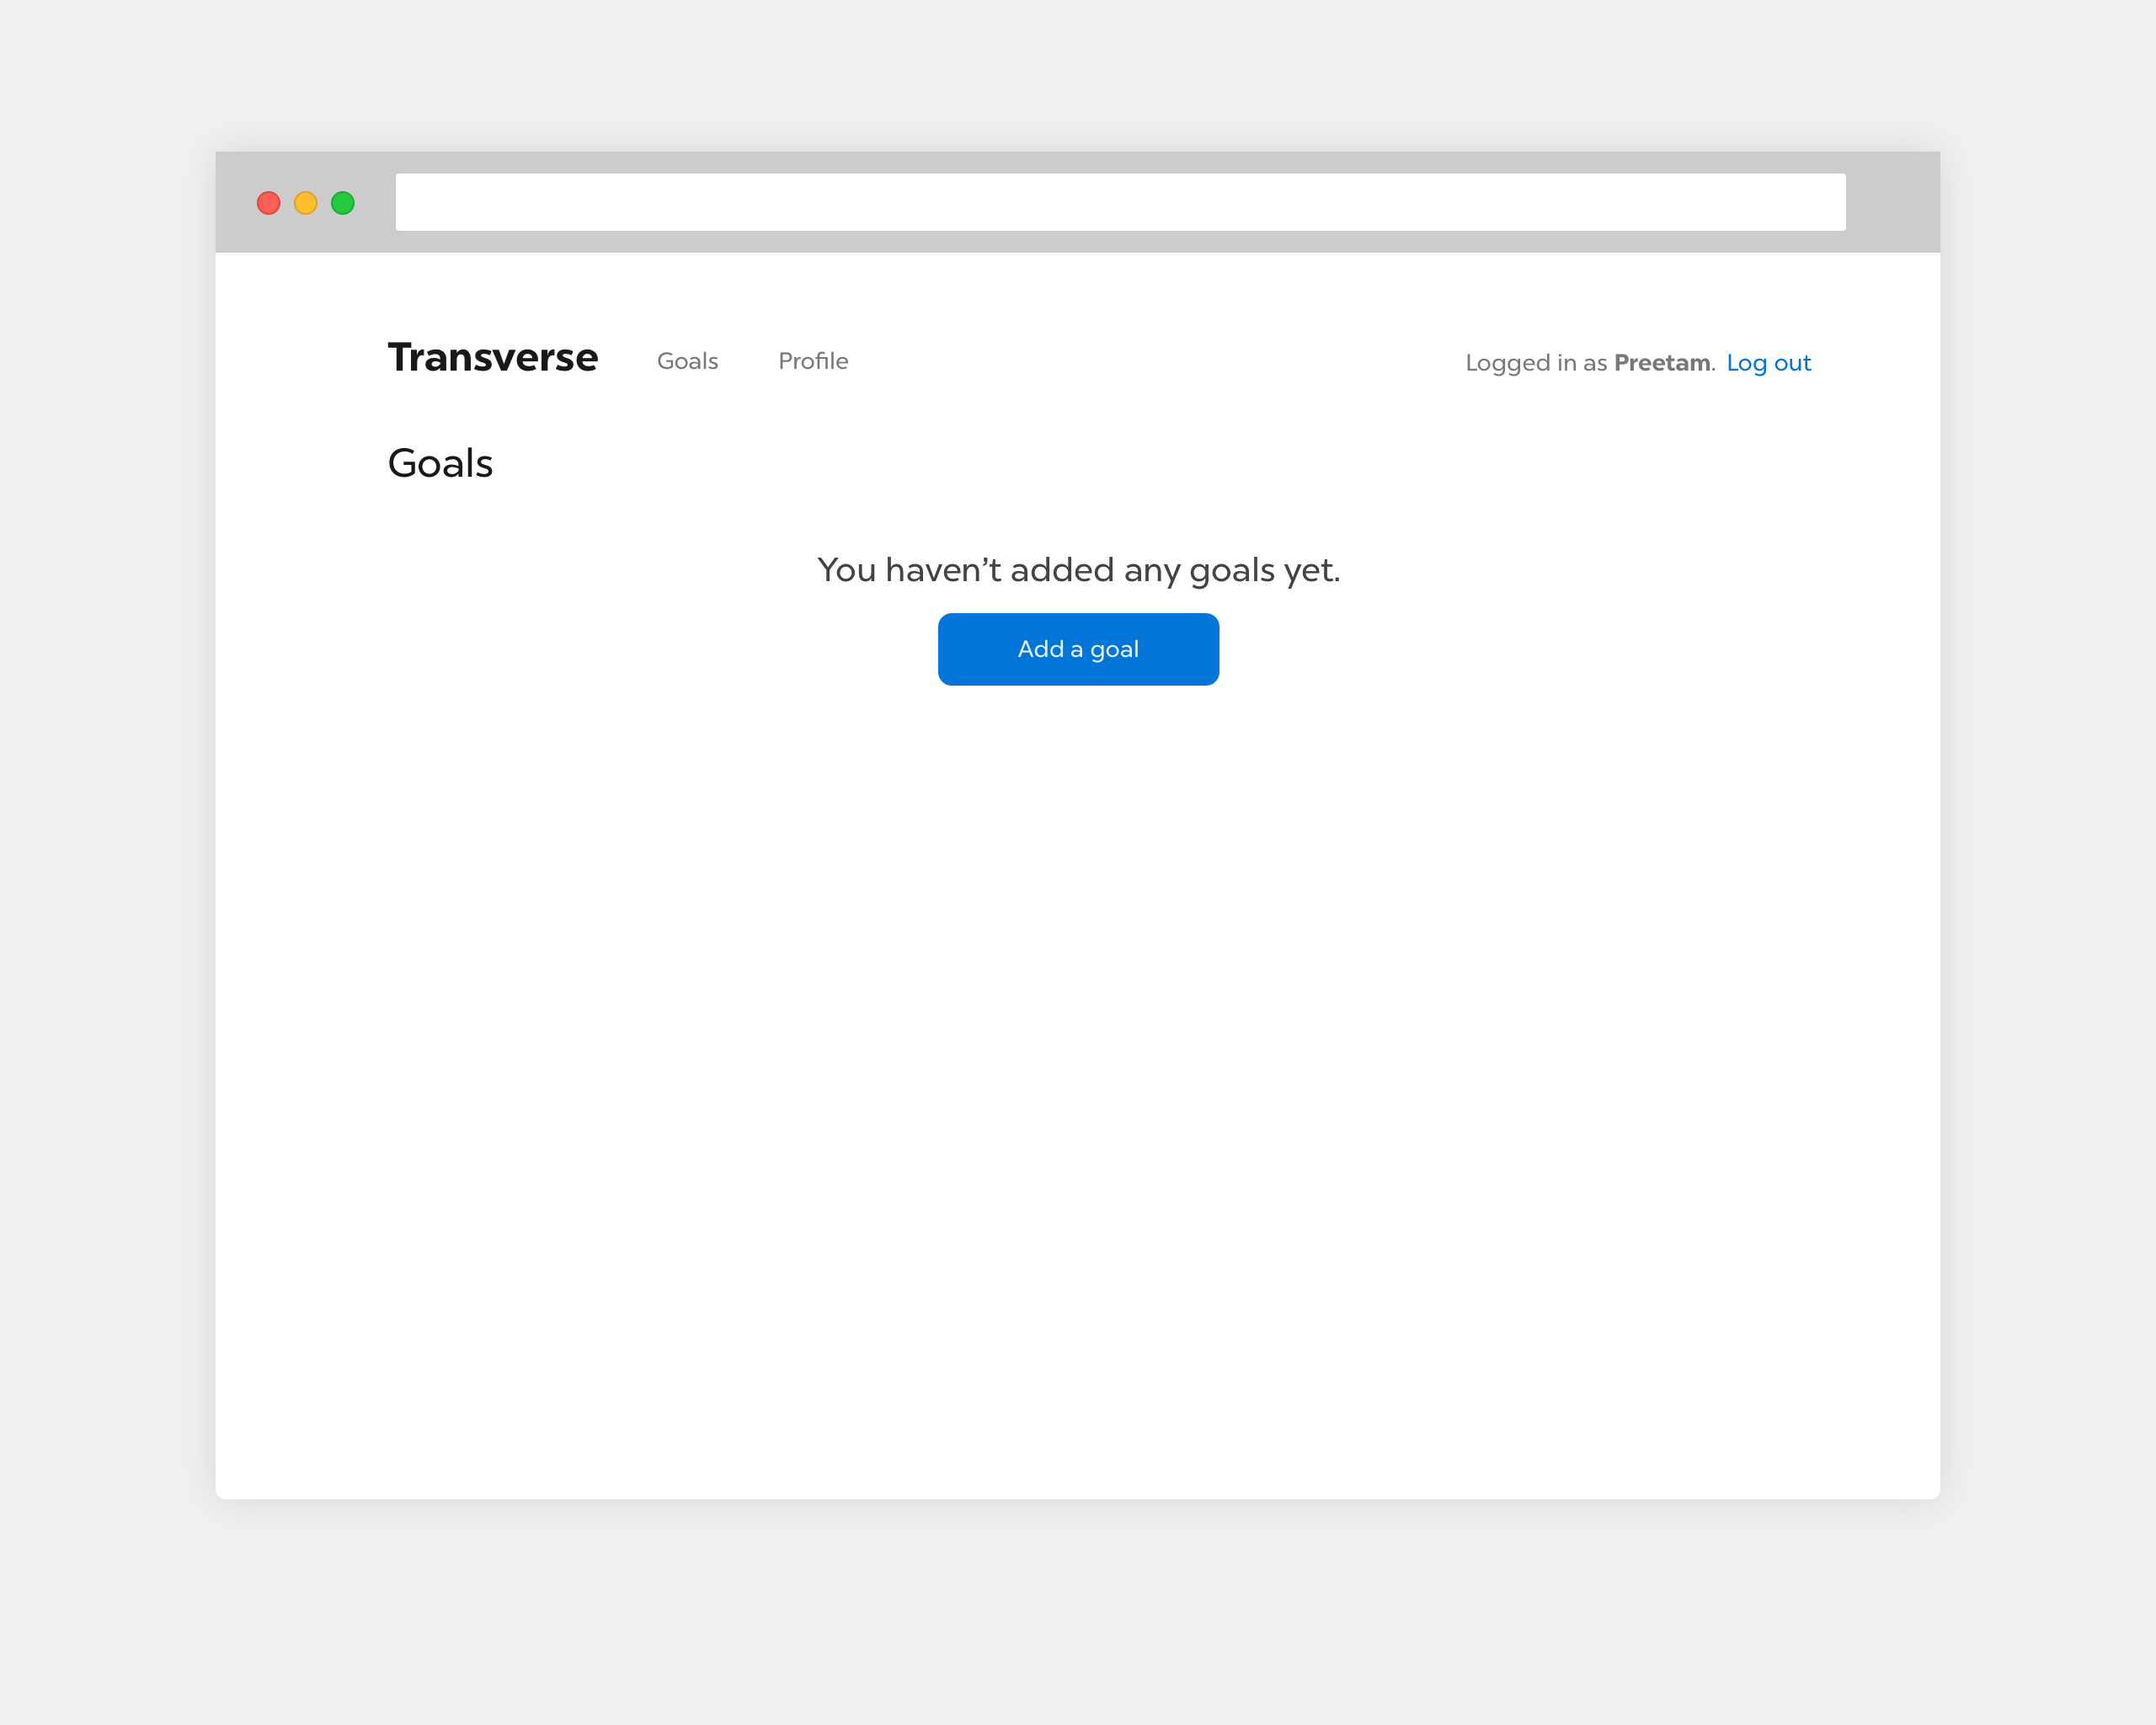 Transverse Goals Profile Logged in as Preetam. Log out
Goals
You haven’t added any goals yet.
Add a goal